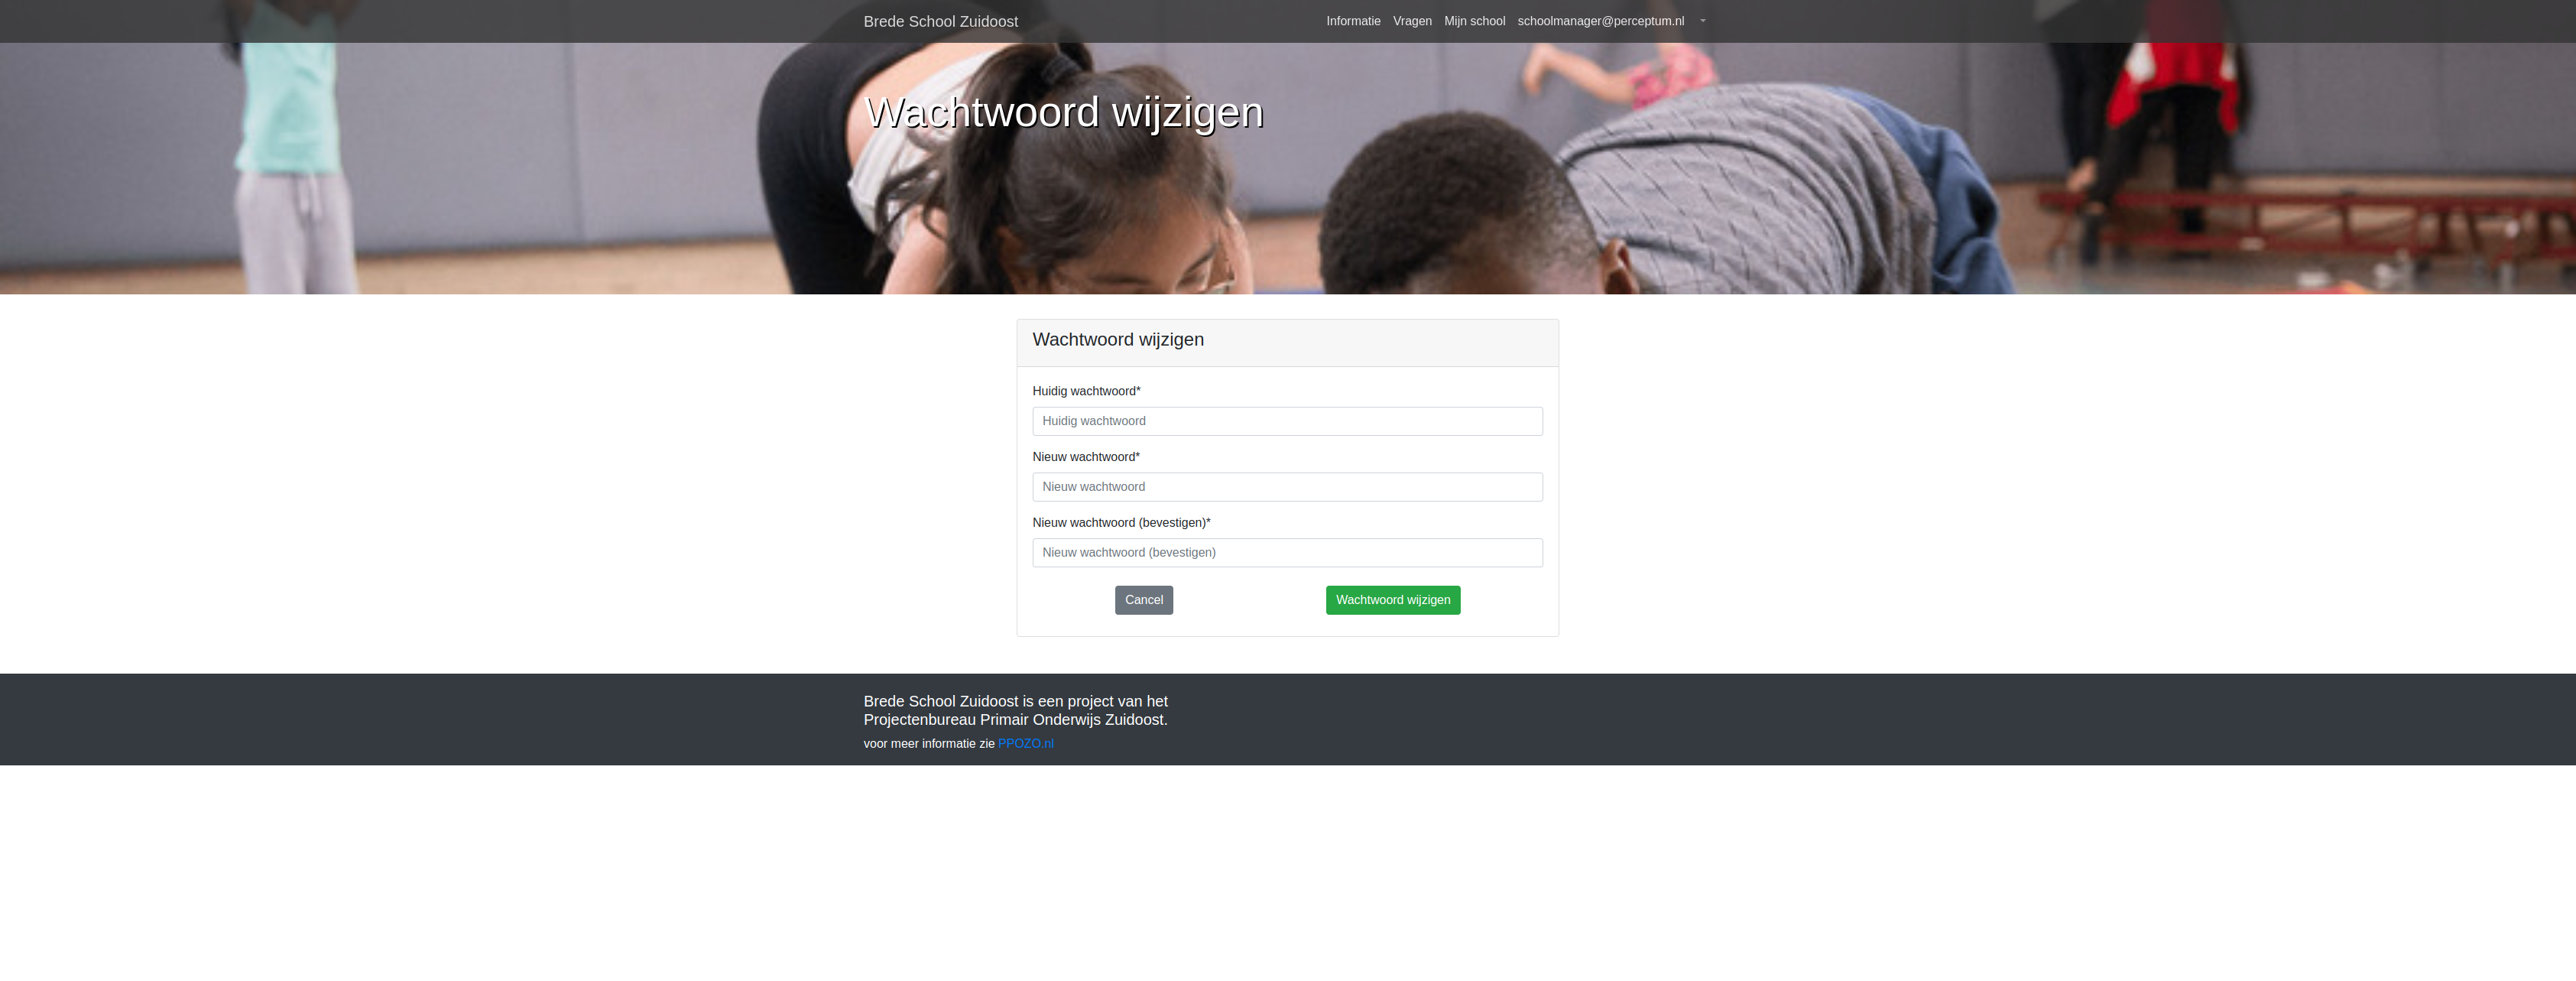 Brede School Zuidoost
Informatie Vragen Mijn school schoolmanager@perceptum.nl
Wachtwoord wijzigen
Wachtwoord wijzigen
Huidig wachtwoord*
Huidig wachtwoord
Nieuw wachtwoord*
Nieuw wachtwoord
Nieuw wachtwoord (bevestigen)*
Nieuw wachtwoord (bevestigen)
Cancel Wachtwoord wijzigen
Brede School Zuidoost is een project van het
Projectenbureau Primair Onderwijs Zuidoost.
voor meer informatie zie PPOZO.nl